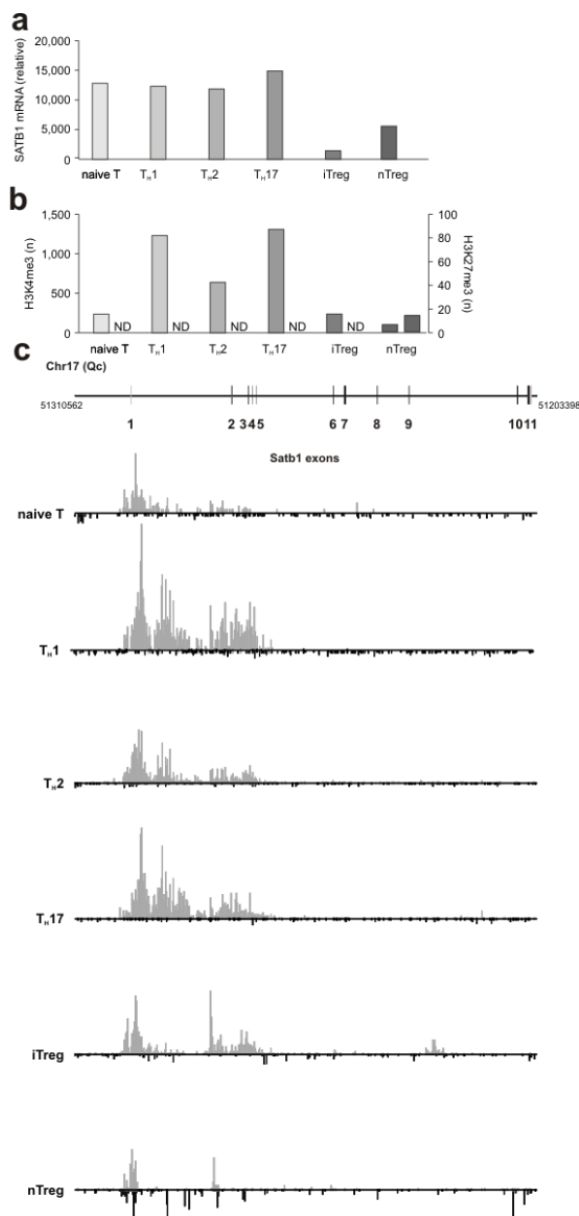 a
SATB1 mRNA (relative)
20,000
15,000
10,000
5,000
0
naive T TH1 TH2 TH17 iTreg nTreg
b
H3K4me3 (n)
1,500
1,000
500
0
ND ND ND ND ND
100
80
60
40
20
0
H3K27me3 (n)
naive T TH1 TH2 TH17 iTreg nTreg
c
Chr17 (Qc)
51310562 51203398
1 2 3 4 5 6 7 8 9 10 11
Satb1 exons
naive T
TH1
TH2
TH17
iTreg
nTreg